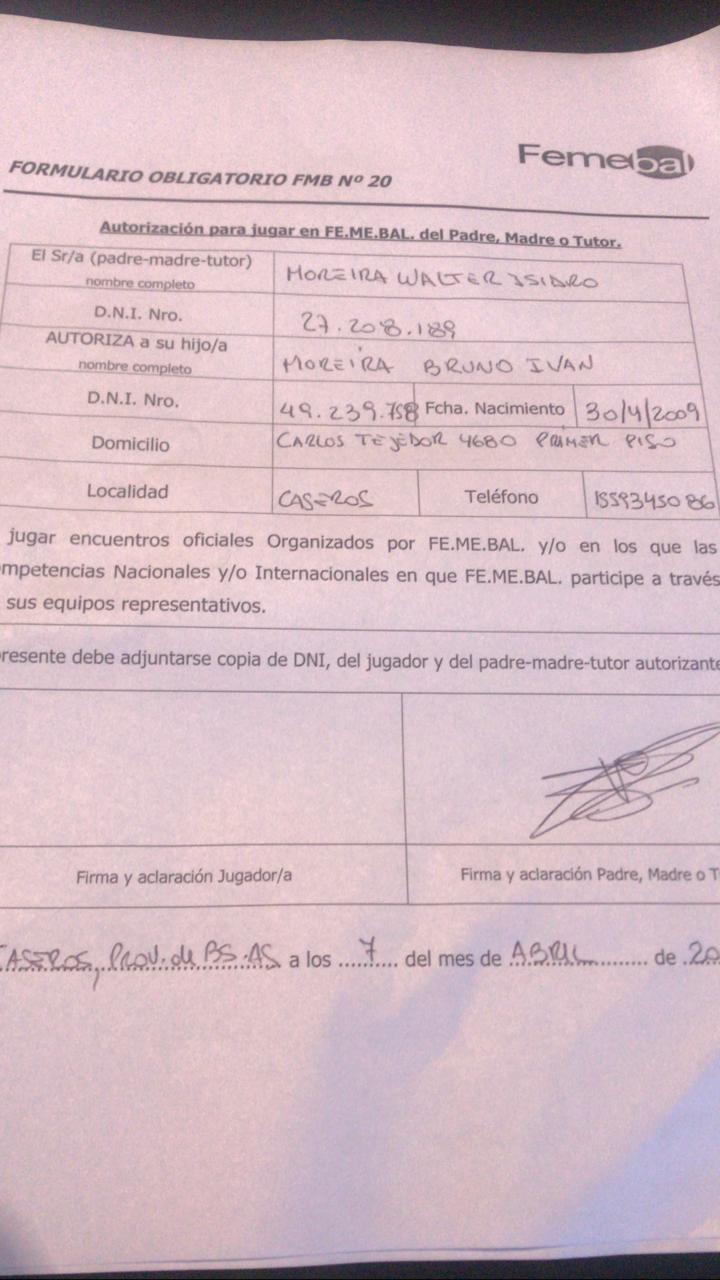 Femebal
FORMULARIO OBLIGATORIO FMB Nº 20
Autorización para jugar en FE.ME.BAL. del Padre, Madre o Tutor.
El Sr/a (padre-madre-tutor) MOREIRA WALTER ISIDRO
nombre completo
D.N.I. Nro. 27.208.189
AUTORIZA a su hijo/a MOREIRA BRUNO IVAN
nombre completo
D.N.I. Nro. 49.239.758 Fcha. Nacimiento 30/4/2009
Domicilio CARLOS TEJEDOR 4680 PRIMER PISO
Localidad CASEROS Teléfono 1559345086
jugar encuentros oficiales Organizados por FE.ME.BAL. y/o en los que las
mpetencias Nacionales y/o Internacionales en que FE.ME.BAL. participe a través
sus equipos representativos.
resente debe adjuntarse copia de DNI, del jugador y del padre-madre-tutor autorizante
Firma y aclaración Jugador/a Firma y aclaración Padre, Madre o T
CASEROS, PROV. de BS.AS a los 7 del mes de ABRIL de 20